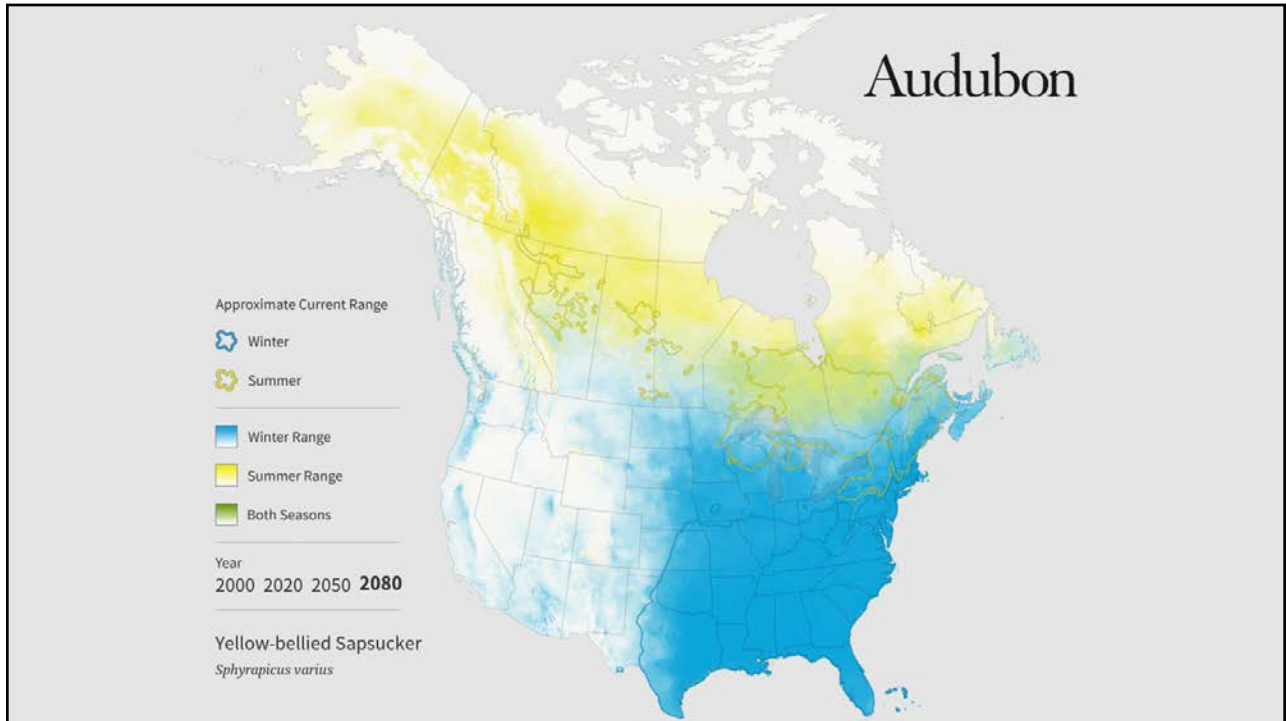 Audubon
Approximate Current Range
Winter
Summer
Winter Range
Summer Range
Both Seasons
Year
2000 2020 2050 2080
Yellow-bellied Sapsucker
Sphyrapicus varius